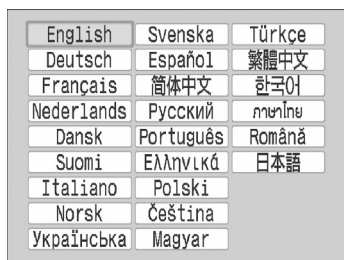 English Svenska Türkçe
Deutsch Español 繁體中文
Français 简体中文 한국어
Nederlands Русский ภาษาไทย
Dansk Português Română
Suomi Ελληνικά 日本語
Italiano Polski
Norsk Čeština
Українська Magyar